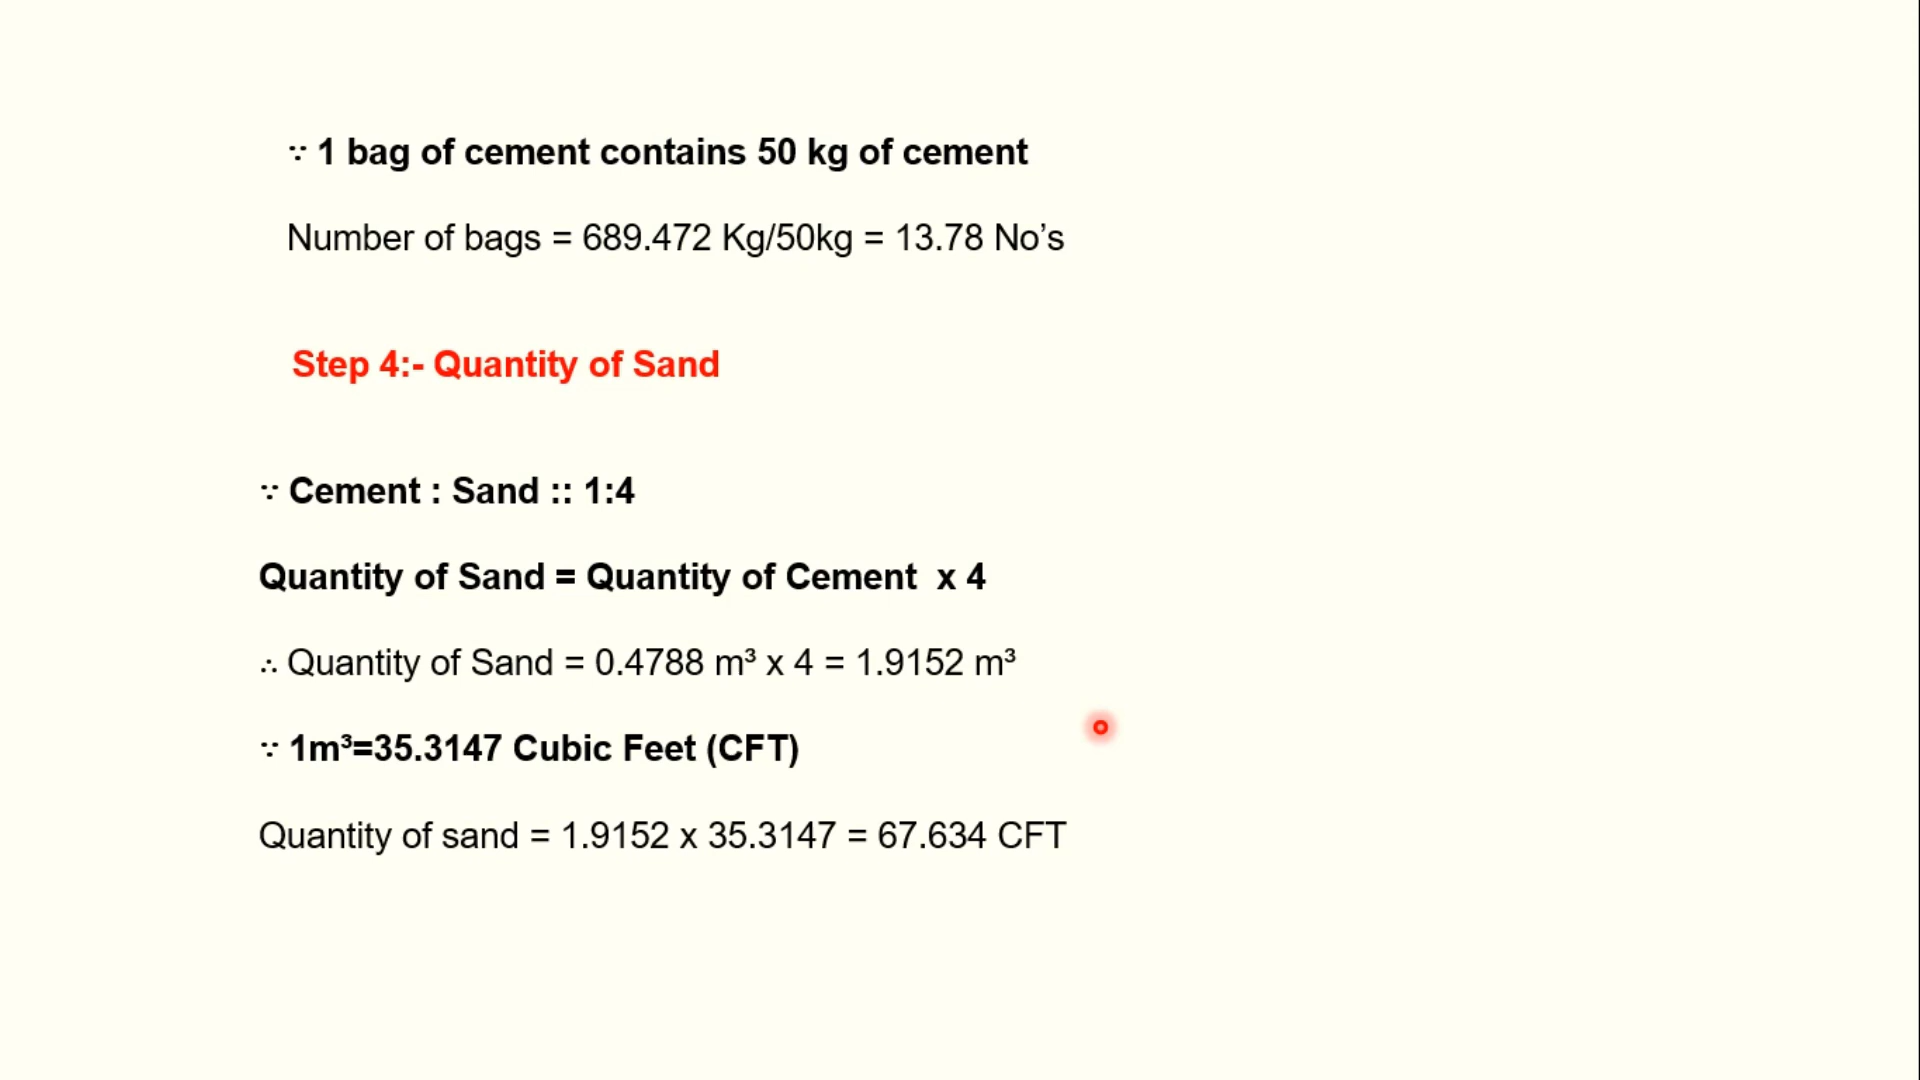 ∵ 1 bag of cement contains 50 kg of cement
Number of bags = 689.472 Kg/50kg = 13.78 No’s
Step 4:- Quantity of Sand
∵ Cement : Sand :: 1:4
Quantity of Sand = Quantity of Cement x 4
∴ Quantity of Sand = 0.4788 m³ x 4 = 1.9152 m³
∵ 1m³=35.3147 Cubic Feet (CFT)
Quantity of sand = 1.9152 x 35.3147 = 67.634 CFT